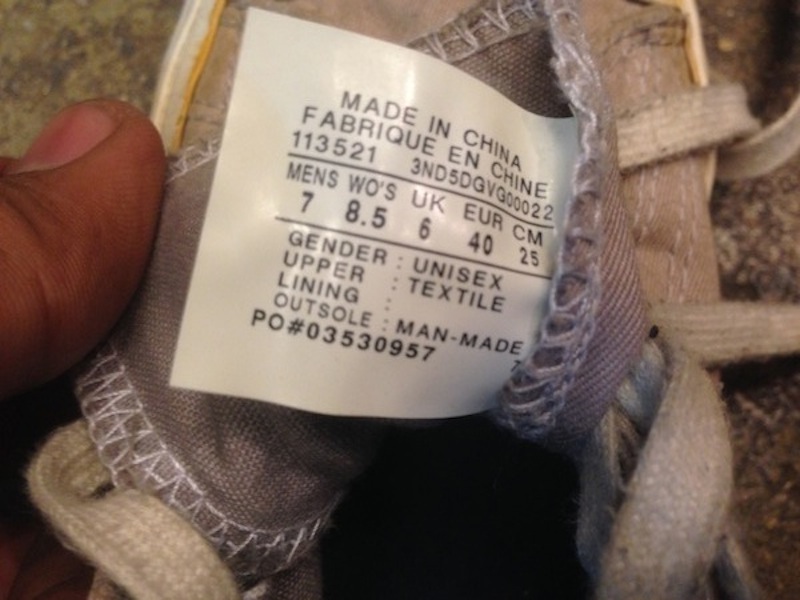 MADE IN CHINA
FABRIQUE EN CHINE
113521 3ND5DGVG00022
MENS WO'S UK EUR CM
7 8.5 6 40 25
GENDER : UNISEX
UPPER : TEXTILE
LINING :
OUTSOLE : MAN-MADE
PO#03530957 7